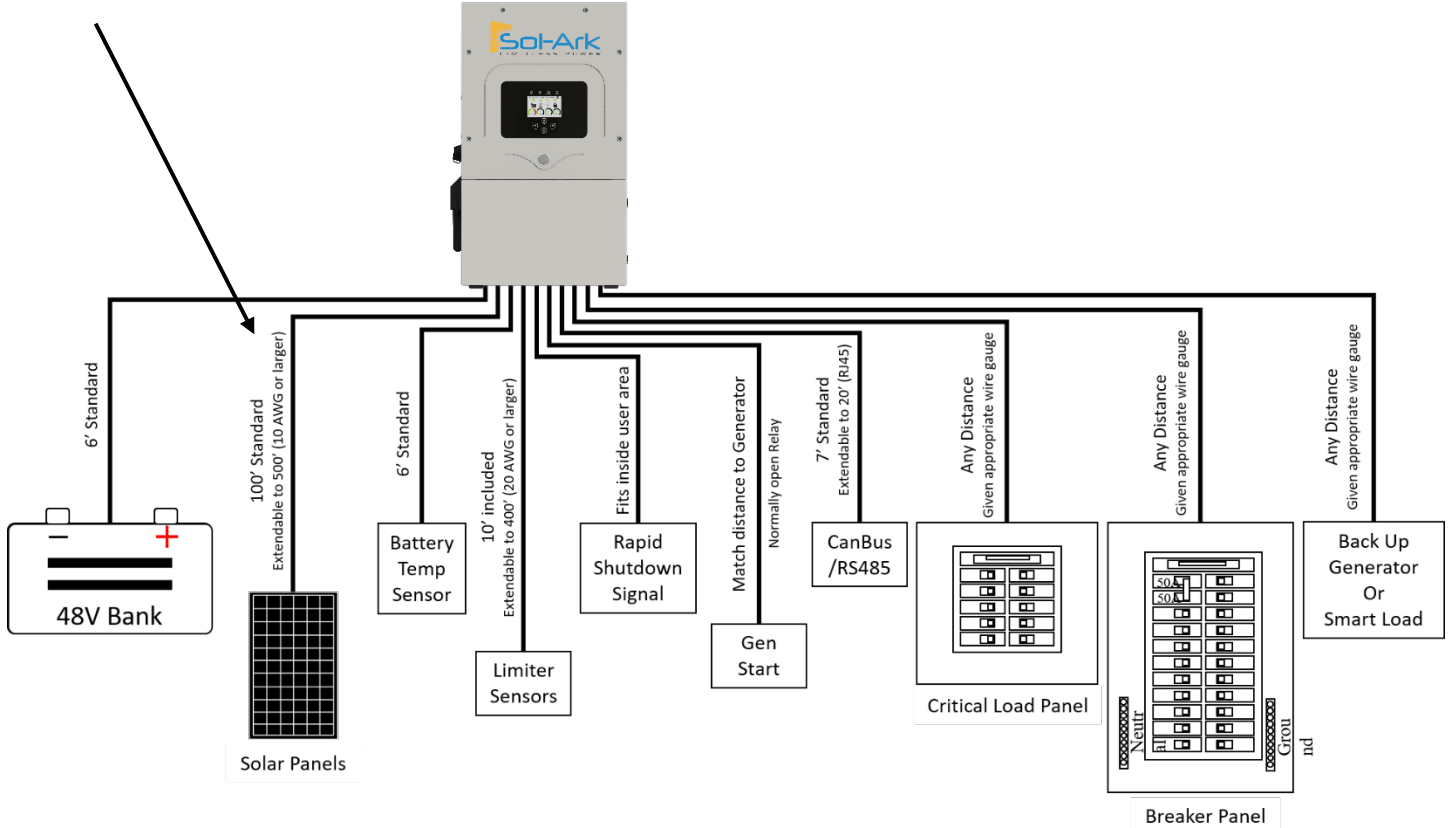 Sol-Ark
6' Standard
100' Standard
Extendable to 500' (10 AWG or larger)
6' Standard
10' included
Extendable to 400' (20 AWG or larger)
Fits inside user area
Match distance to Generator
Normally open Relay
7' Standard
Extendable to 20' (RJ45)
Any Distance
Given appropriate wire gauge
Any Distance
Given appropriate wire gauge
Any Distance
Given appropriate wire gauge
− +
48V Bank
Solar Panels
Battery
Temp
Sensor
Limiter
Sensors
Rapid
Shutdown
Signal
Gen
Start
CanBus
/RS485
Critical Load Panel
50A
50A
Neutr
al
Grou
nd
Breaker Panel
Back Up
Generator
Or
Smart Load